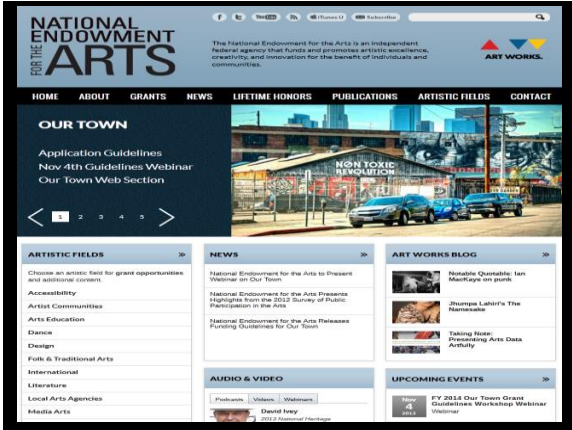 NATIONAL
ENDOWMENT
FOR THE
ARTS
f
YouTube
iTunes U
Subscribe
The National Endowment for the Arts is an independent
federal agency that funds and promotes artistic excellence,
creativity, and innovation for the benefit of individuals and
communities.
ART WORKS.
HOME ABOUT GRANTS NEWS LIFETIME HONORS PUBLICATIONS ARTISTIC FIELDS CONTACT
OUR TOWN
Application Guidelines
Nov 4th Guidelines Webinar
Our Town Web Section
1 2 3 4 5
NON TOXIC
REVOLUTION
ARTISTIC FIELDS »
Choose an artistic field for grant opportunities
and additional content.
Accessibility
Artist Communities
Arts Education
Dance
Design
Folk & Traditional Arts
International
Literature
Local Arts Agencies
Media Arts
NEWS »
National Endowment for the Arts to Present
Webinar on Our Town
National Endowment for the Arts Presents
Highlights from the 2012 Survey of Public
Participation in the Arts
National Endowment for the Arts Releases
Funding Guidelines for Our Town
AUDIO & VIDEO
Podcasts Videos Webinars
David Ivey
2013 National Heritage
ART WORKS BLOG »
Notable Quotable: Ian
MacKaye on punk
Jhumpa Lahiri's The
Namesake
Taking Note:
Presenting Arts Data
Artfully
UPCOMING EVENTS »
Nov
4
2013
FY 2014 Our Town Grant
Guidelines Workshop Webinar
Webinar